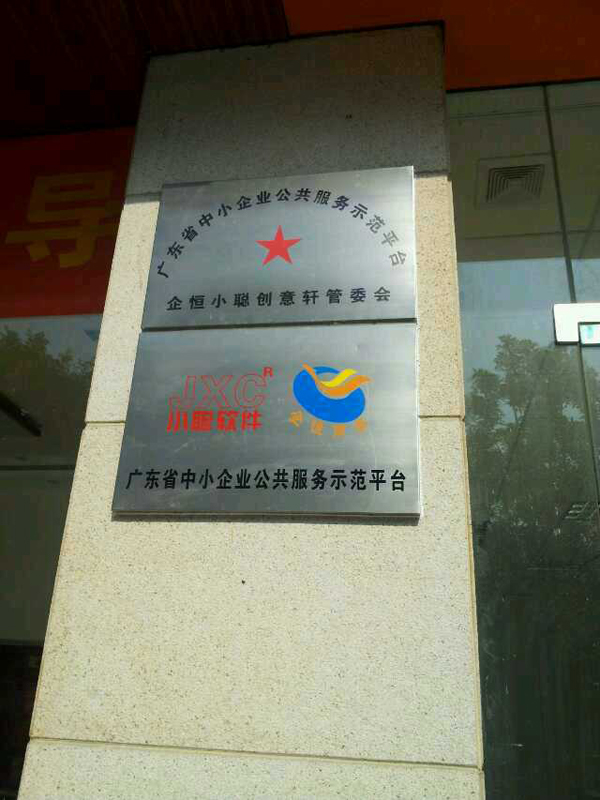 导
广东省中小企业公共服务示范平台
企恒小聪创意轩管委会
JXC R
小聪软件
广东省中小企业公共服务示范平台